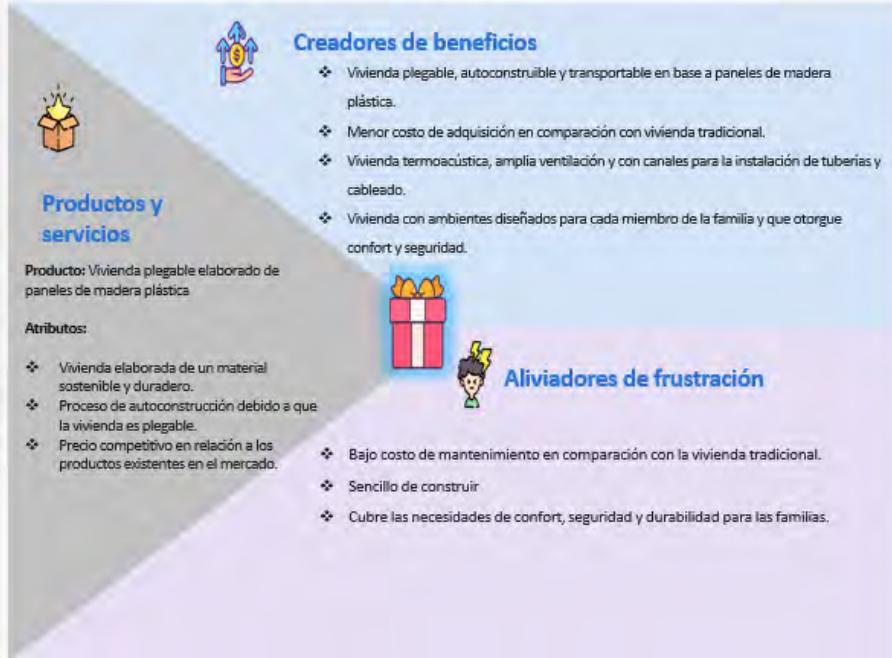 Creadores de beneficios
❖ Vivienda plegable, autoconstruible y transportable en base a paneles de madera
plástica.
❖ Menor costo de adquisición en comparación con vivienda tradicional.
❖ Vivienda termoacústica, amplia ventilación y con canales para la instalación de tuberías y
cableado.
❖ Vivienda con ambientes diseñados para cada miembro de la familia y que otorgue
confort y seguridad.
Productos y
servicios
Producto: Vivienda plegable elaborado de
paneles de madera plástica
Atributos:
❖ Vivienda elaborada de un material
sostenible y duradero.
❖ Proceso de autoconstrucción debido a que
la vivienda es plegable.
❖ Precio competitivo en relación a los
productos existentes en el mercado.
Aliviadores de frustración
❖ Bajo costo de mantenimiento en comparación con la vivienda tradicional.
❖ Sencillo de construir
❖ Cubre las necesidades de confort, seguridad y durabilidad para las familias.